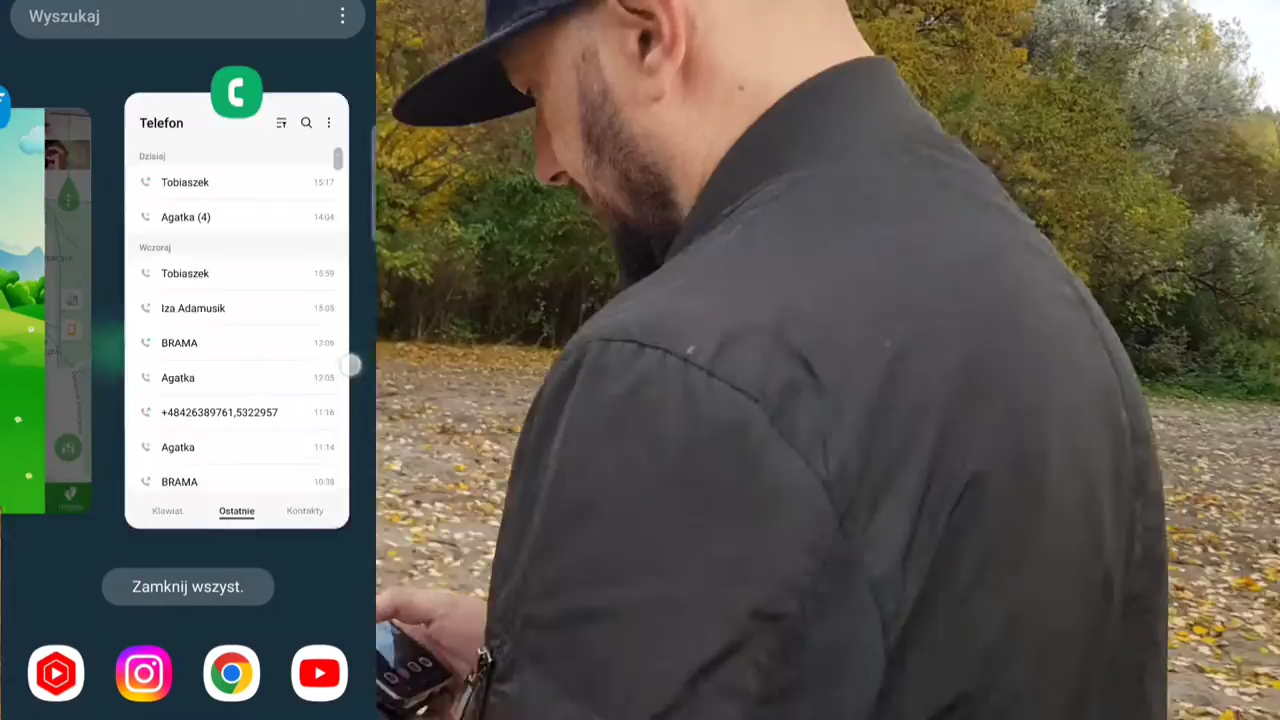 Wyszukaj
Telefon
Dzisiaj
Tobiaszek 15:17
Agatka (4) 14:04
Wczoraj
Tobiaszek 15:59
Iza Adamusik 15:05
BRAMA 13:06
Agatka 12:05
+48426389761,5322957 11:16
Agatka 11:14
BRAMA 10:38
Klawiat. Ostatnie Kontakty
Zamknij wszyst.